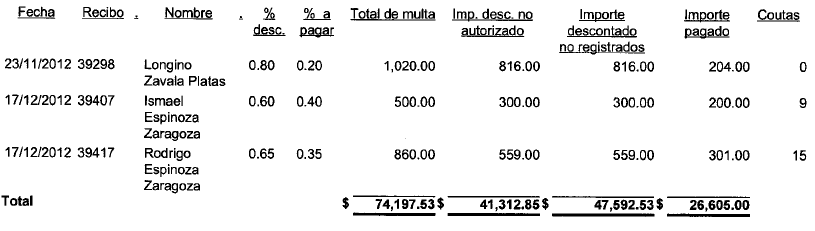 Fecha Recibo . Nombre . % desc. % a pagar Total de multa Imp. desc. no autorizado Importe descontado no registrados Importe pagado Coutas
23/11/2012 39298 Longino Zavala Platas 0.80 0.20 1,020.00 816.00 816.00 204.00 0
17/12/2012 39407 Ismael Espinoza Zaragoza 0.60 0.40 500.00 300.00 300.00 200.00 9
17/12/2012 39417 Rodrigo Espinoza Zaragoza 0.65 0.35 860.00 559.00 559.00 301.00 15
Total $ 74,197.53 $ 41,312.85 $ 47,592.53 $ 26,605.00